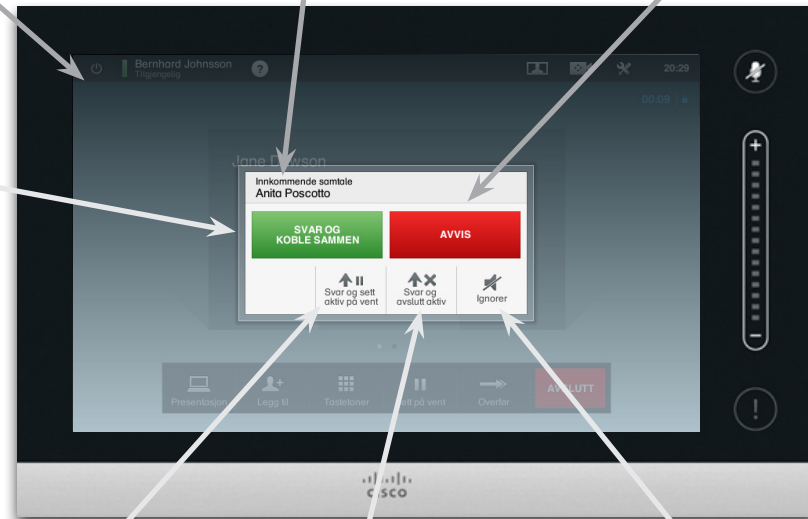 Bernhard Johnsson
Tilgjengelig
?
20:29
00:09
Jane Dawson
Innkommende samtale
Anita Poscotto
SVAR OG
KOBLE SAMMEN
AVVIS
Svar og sett
aktiv på vent
Svar og
avslutt aktiv
Ignorer
Presentasjon
Legg til
Tastetoner
Sett på vent
Overfør
AVSLUTT
+
−
!
CISCO